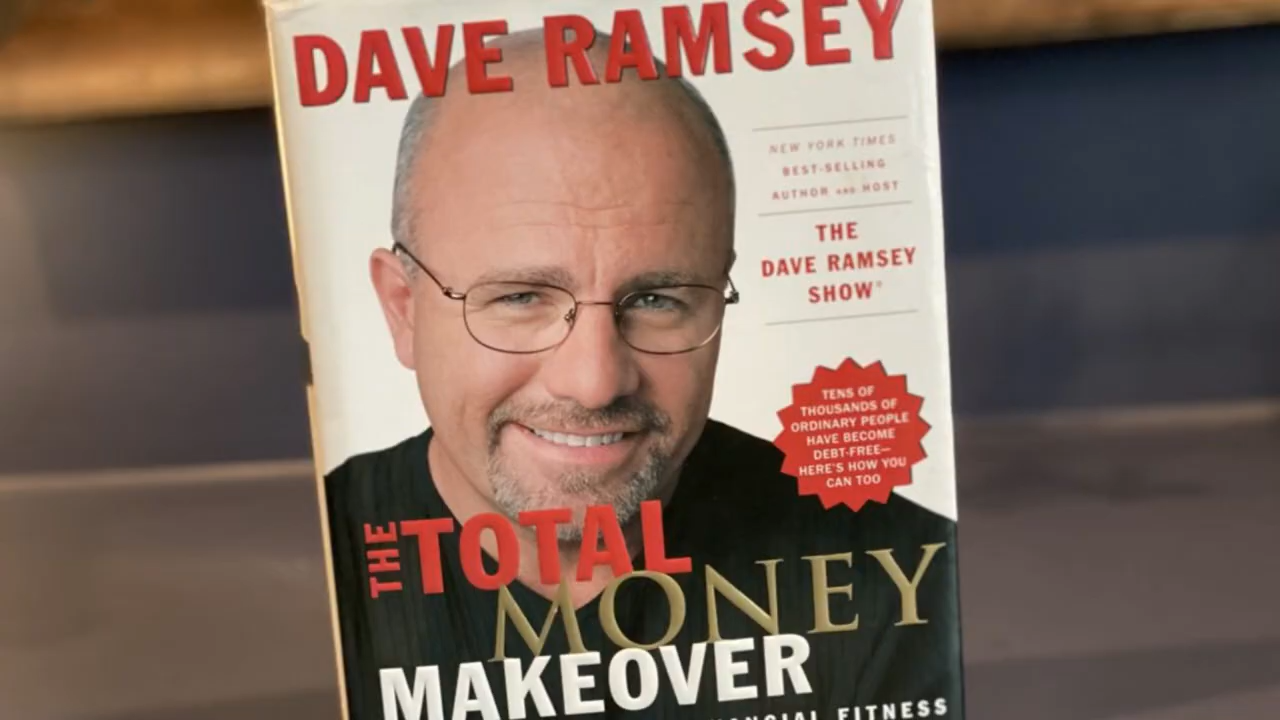 DAVE RAMSEY
NEW YORK TIMES
BEST-SELLING
AUTHOR AND HOST
THE
DAVE RAMSEY
SHOW®
TENS OF
THOUSANDS OF
ORDINARY PEOPLE
HAVE BECOME
DEBT-FREE—
HERE'S HOW YOU
CAN TOO
THE TOTAL
MONEY
MAKEOVER
FITNESS